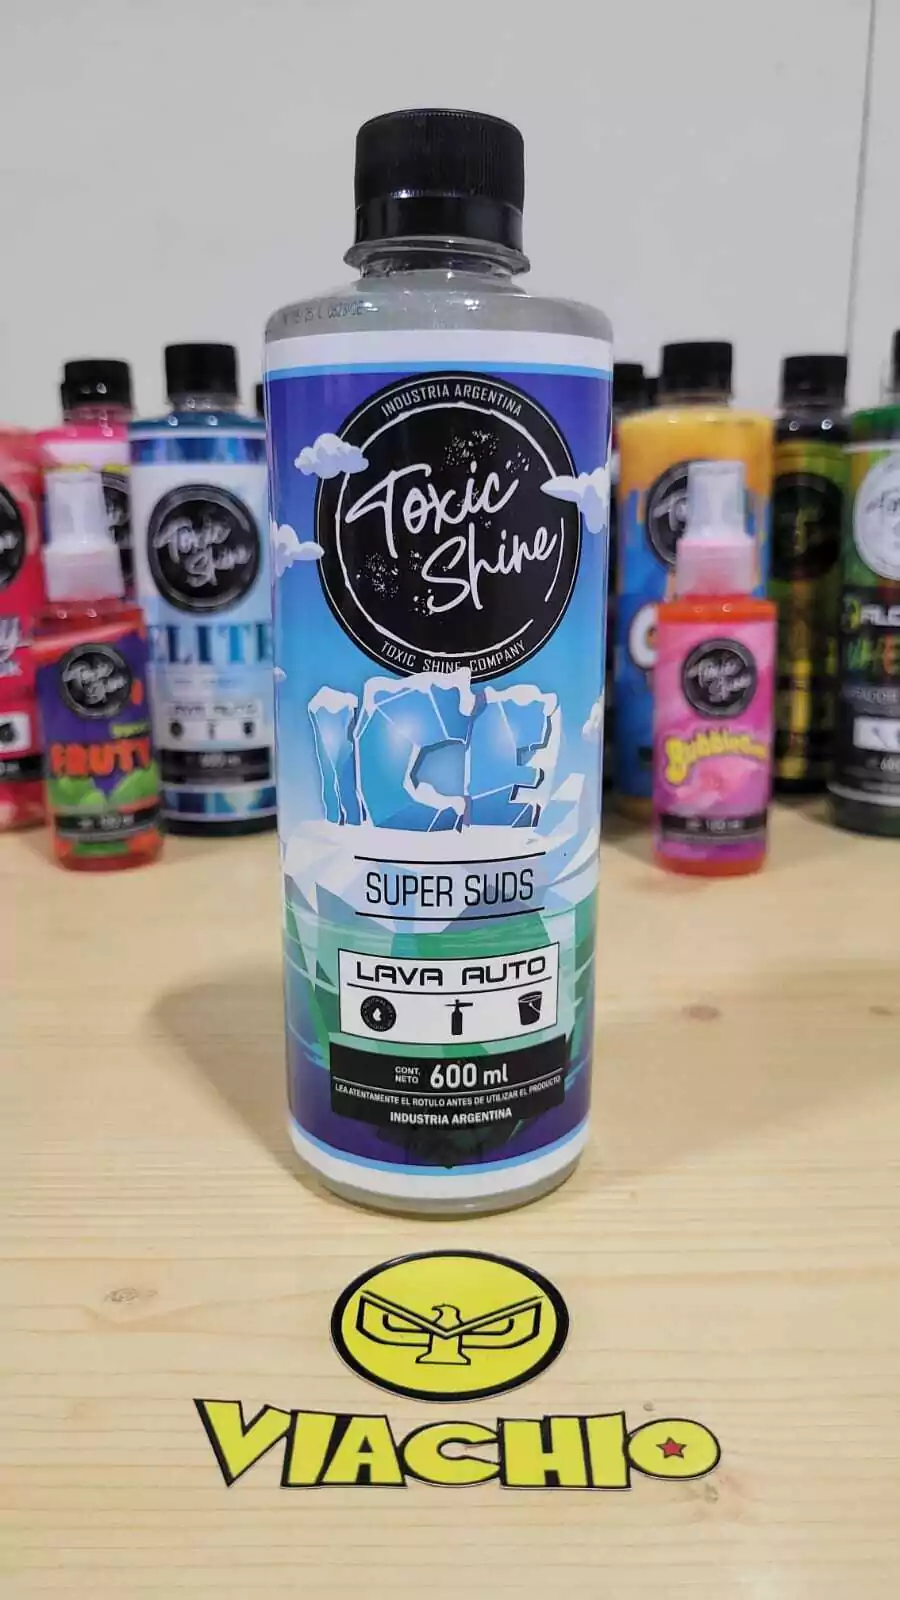 INDUSTRIA ARGENTINA
Toxic
Shine
TOXIC SHINE COMPANY
ICE
SUPER SUDS
LAVA AUTO
CONT. NETO 600 ml
LEA ATENTAMENTE EL ROTULO ANTES DE UTILIZAR EL PRODUCTO
INDUSTRIA ARGENTINA
Toxic
Shine
ELITE
LAVA AUTO
600 ml
Toxic
Shine
FRUTY
Toxic
Shine
VIACHIO